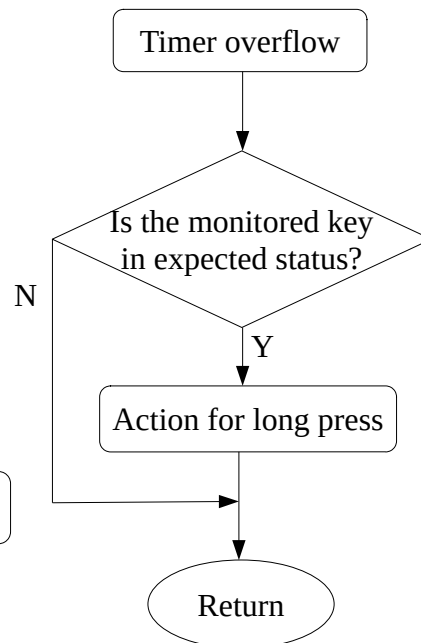 Timer overflow
Is the monitored key
in expected status?
N
Y
Action for long press
Return